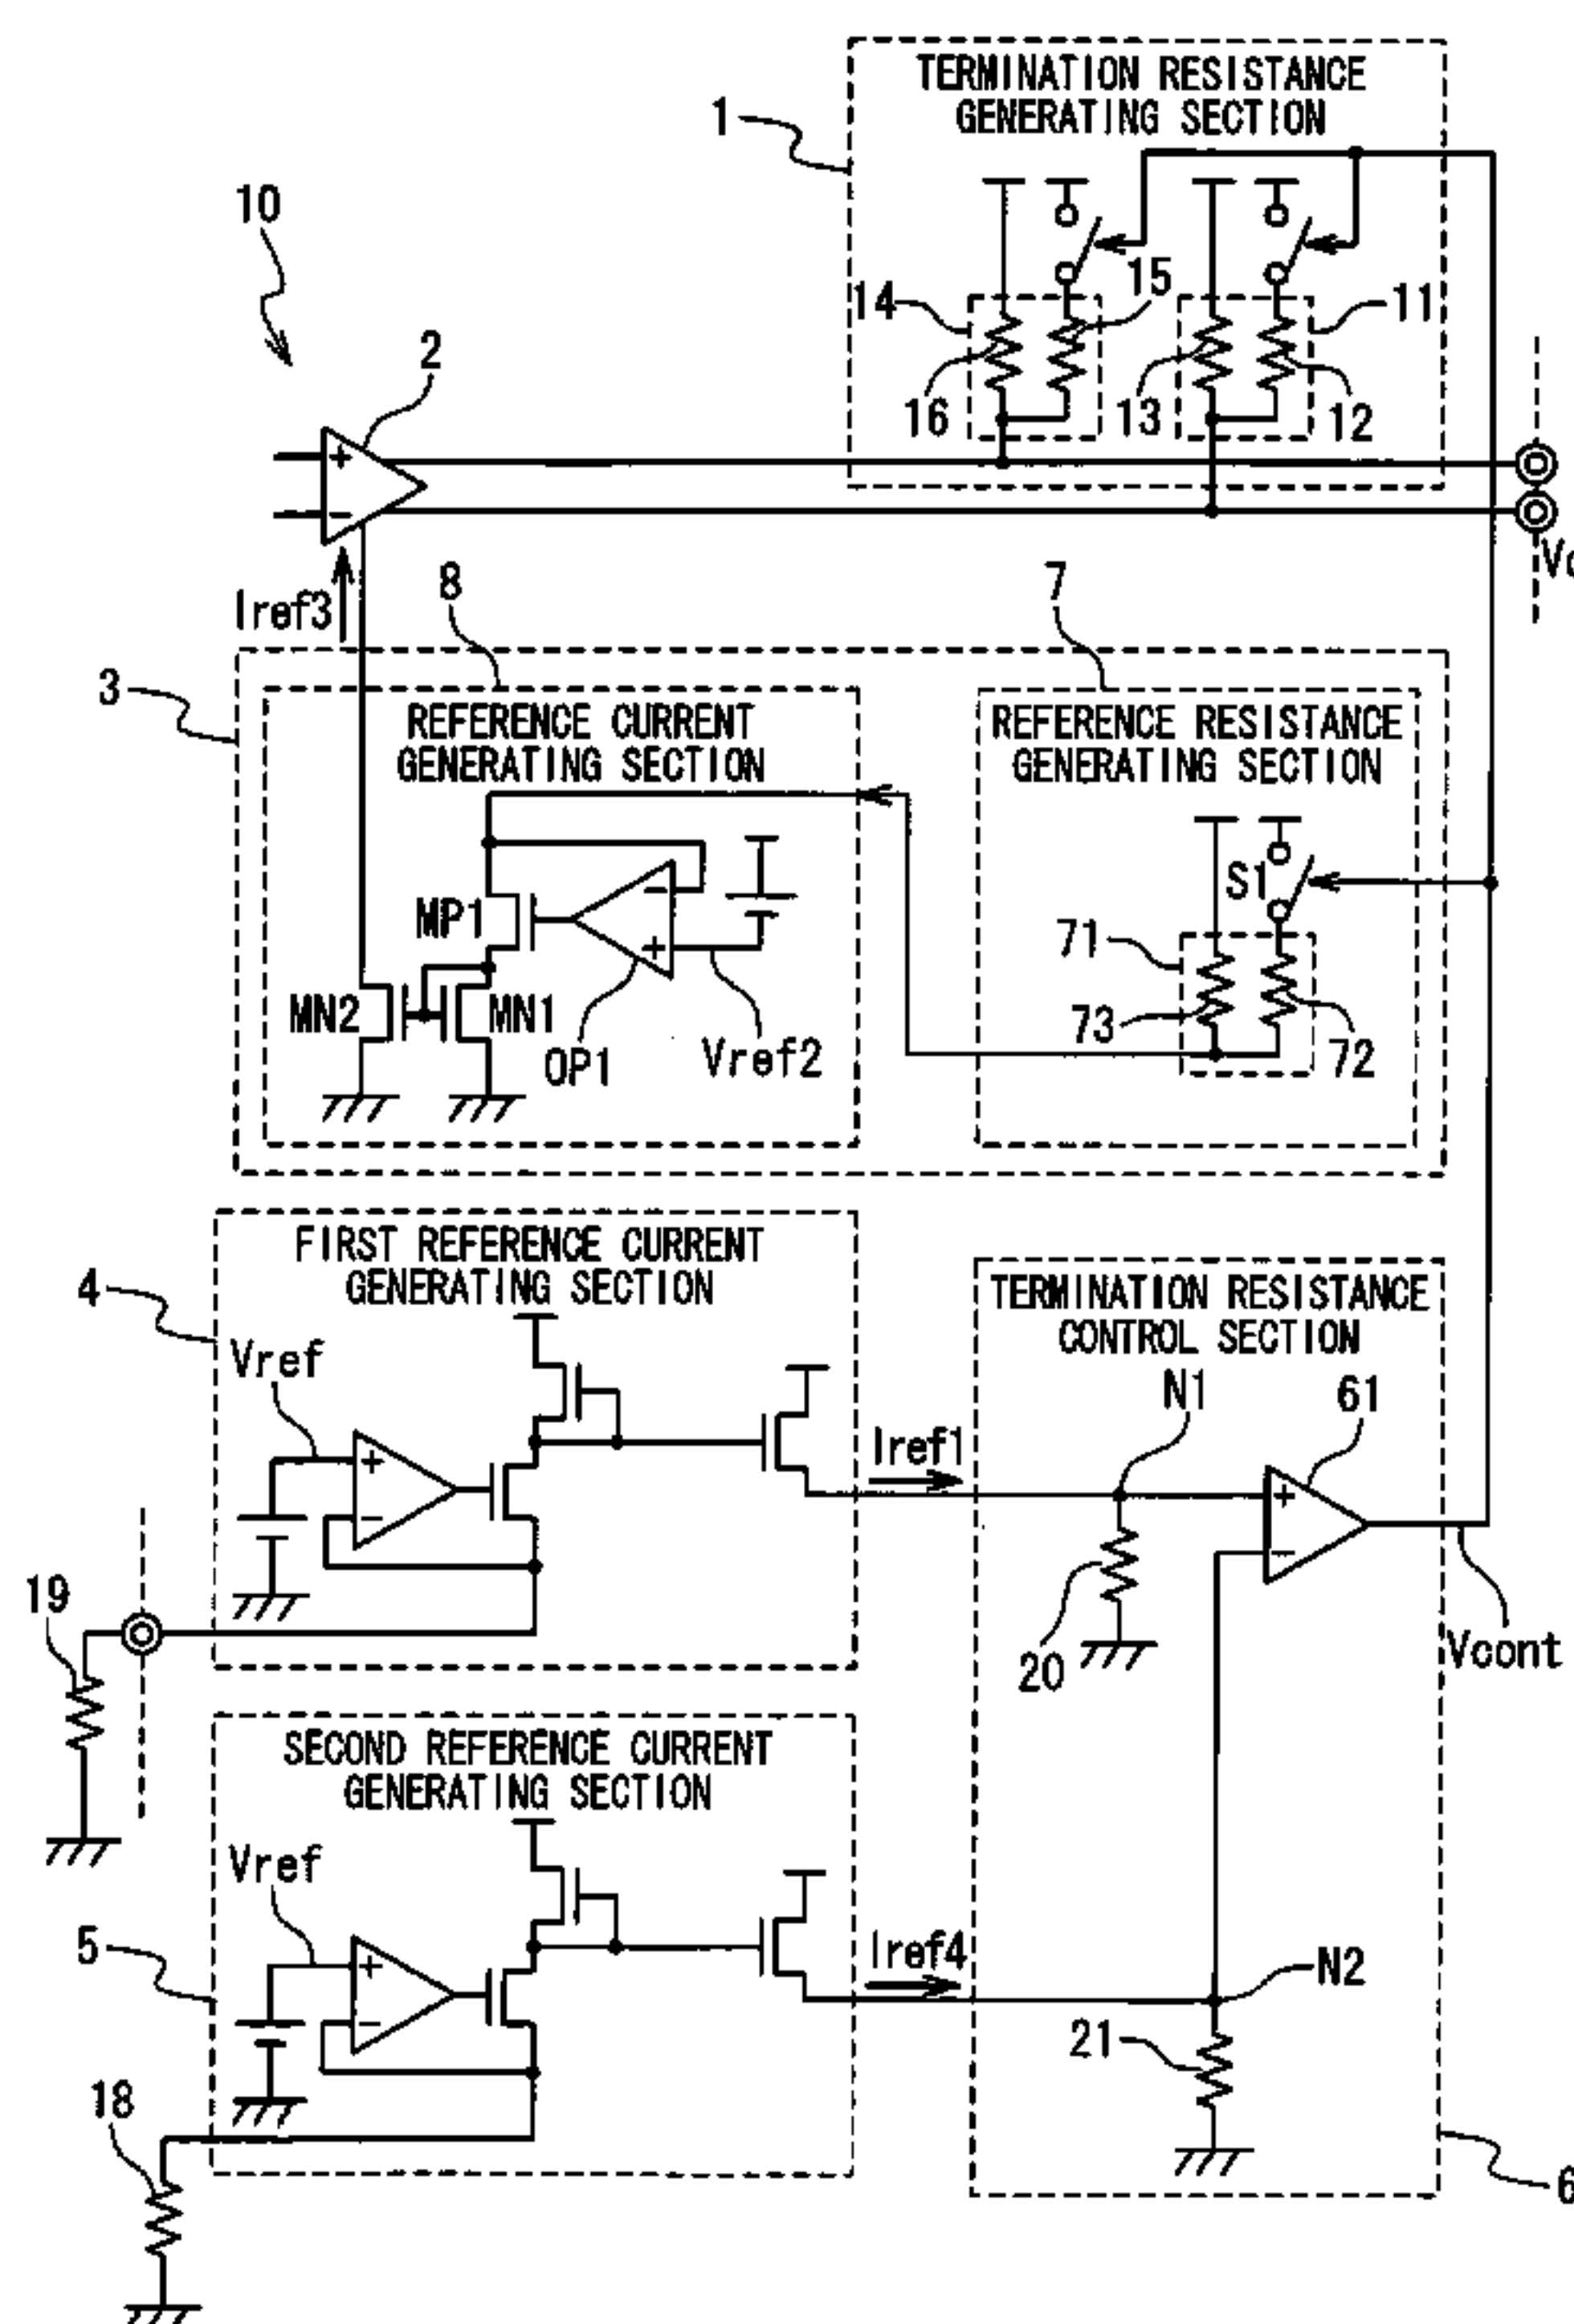 TERMINATION RESISTANCE
GENERATING SECTION
1
10
14
15
11
16
13
12
2
Iref3
8
7
3
REFERENCE CURRENT
GENERATING SECTION
REFERENCE RESISTANCE
GENERATING SECTION
MP1
S1
71
MN2
MN1
OP1
Vref2
73
72
+
-
+
-
FIRST REFERENCE CURRENT
GENERATING SECTION
4
Vref
+
-
Iref1
TERMINATION RESISTANCE
CONTROL SECTION
N1
61
+
-
19
20
Vcont
SECOND REFERENCE CURRENT
GENERATING SECTION
Vref
5
+
-
Iref4
N2
21
18
6